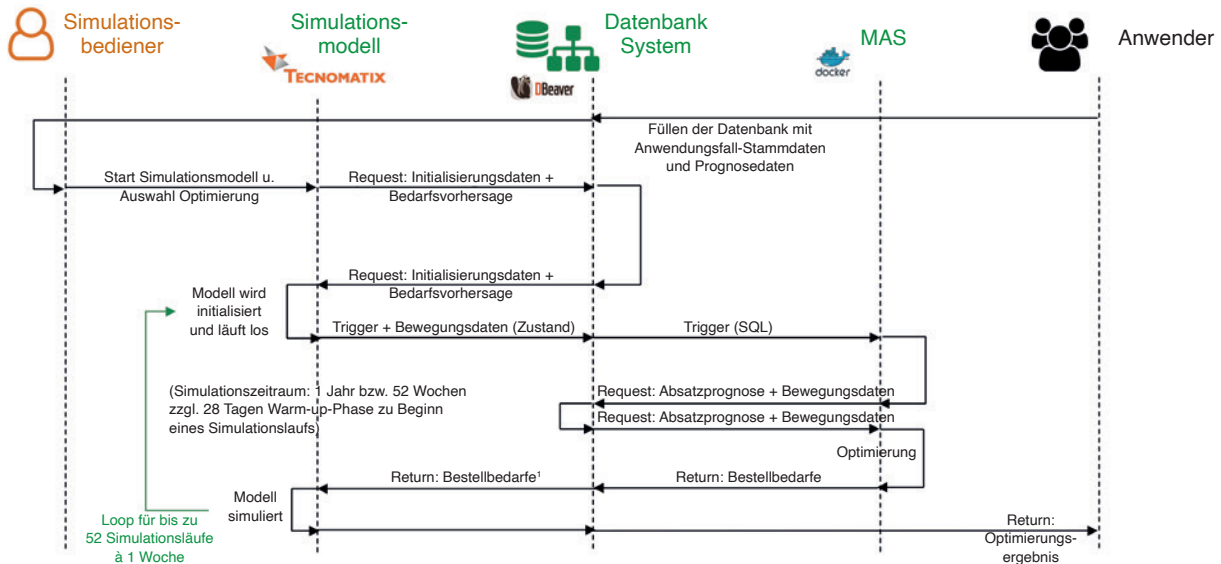 Simulations-
bediener
Simulations-
modell
TECNOMATIX
Datenbank
System
DBeaver
MAS
docker
Anwender
Füllen der Datenbank mit
Anwendungsfall-Stammdaten
und Prognosedaten
Start Simulationsmodell u.
Auswahl Optimierung
Request: Initialisierungsdaten +
Bedarfsvorhersage
Request: Initialisierungsdaten +
Bedarfsvorhersage
Modell wird
initialisiert
und läuft los
Trigger + Bewegungsdaten (Zustand)
Trigger (SQL)
(Simulationszeitraum: 1 Jahr bzw. 52 Wochen
zzgl. 28 Tagen Warm-up-Phase zu Beginn
eines Simulationslaufs)
Request: Absatzprognose + Bewegungsdaten
Request: Absatzprognose + Bewegungsdaten
Optimierung
Return: Bestellbedarfe¹
Return: Bestellbedarfe
Modell
simuliert
Loop für bis zu
52 Simulationsläufe
à 1 Woche
Return:
Optimierungs-
ergebnis